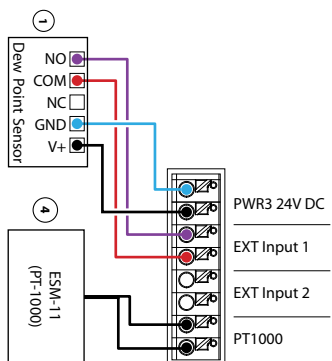 1
Dew Point Sensor
NO
COM
NC
GND
V+
4
ESM-11
(PT-1000)
PWR3 24V DC
EXT Input 1
EXT Input 2
PT1000